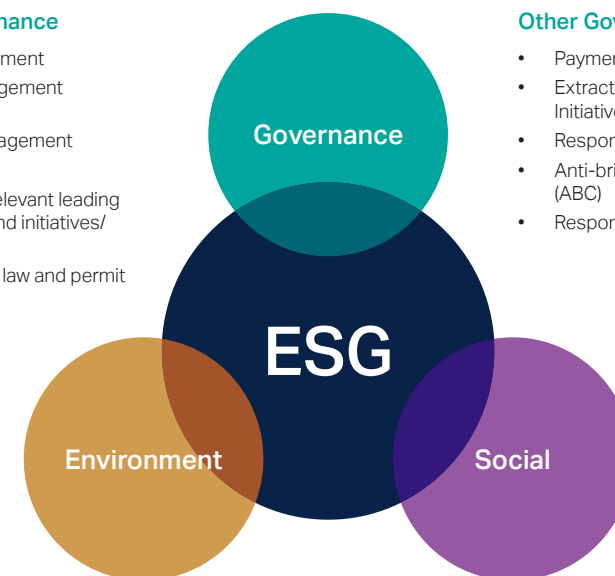 nance
ment
gement
agement
elevant leading
nd initiatives/
law and permit
Other Gov
• Paymen
• Extract
Initiative
• Respon
• Anti-bri
(ABC)
• Respon
Governance
ESG
Environment
Social